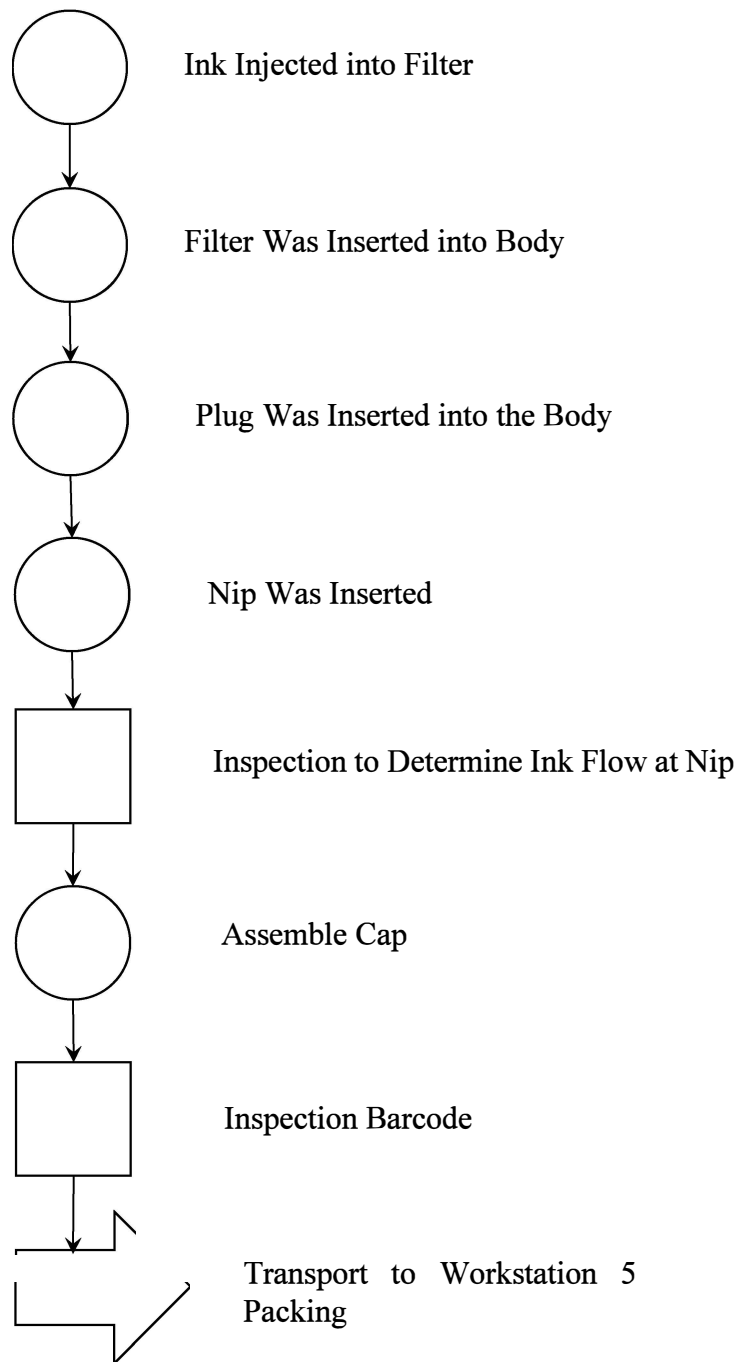 Ink Injected into Filter
Filter Was Inserted into Body
Plug Was Inserted into the Body
Nip Was Inserted
Inspection to Determine Ink Flow at Nip
Assemble Cap
Inspection Barcode
Transport to Workstation 5
Packing